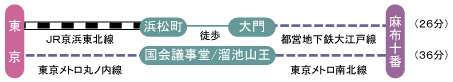 東京
浜松町
徒歩
大門
麻布十番
(26分)
JR京浜東北線
都営地下鉄大江戸線
国会議事堂/溜池山王
(36分)
東京メトロ丸ノ内線
東京メトロ南北線